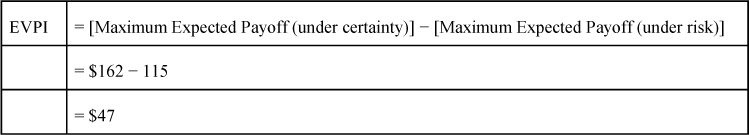 EVPI = [Maximum Expected Payoff (under certainty)] − [Maximum Expected Payoff (under risk)]
= $162 − 115
= $47